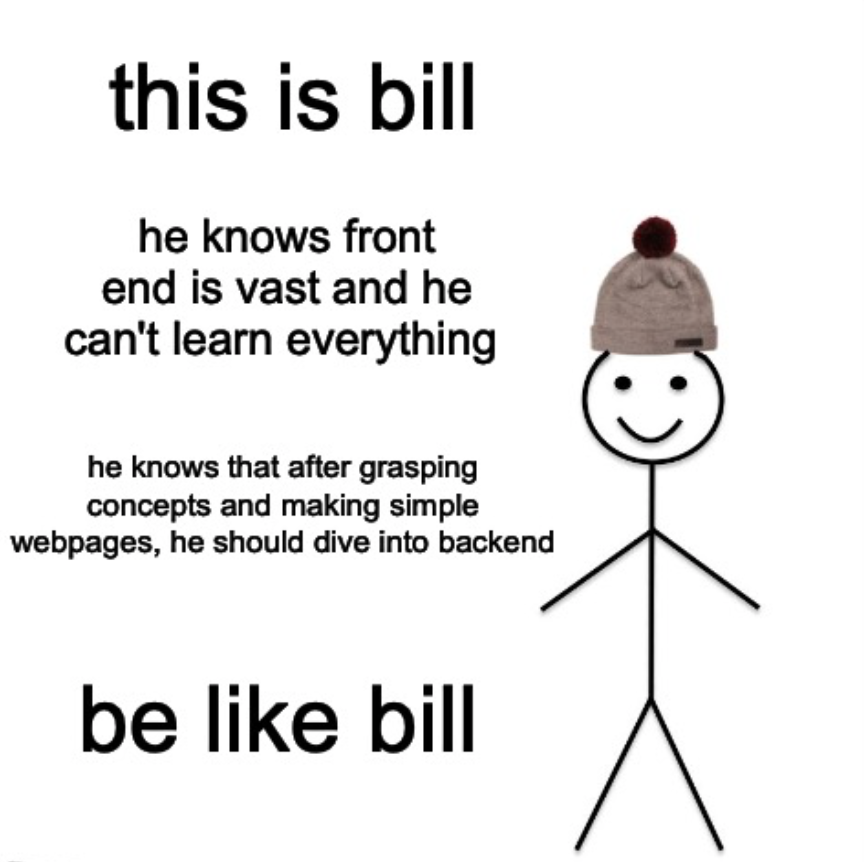 this is bill
he knows front
end is vast and he
can't learn everything
he knows that after grasping
concepts and making simple
webpages, he should dive into backend
be like bill